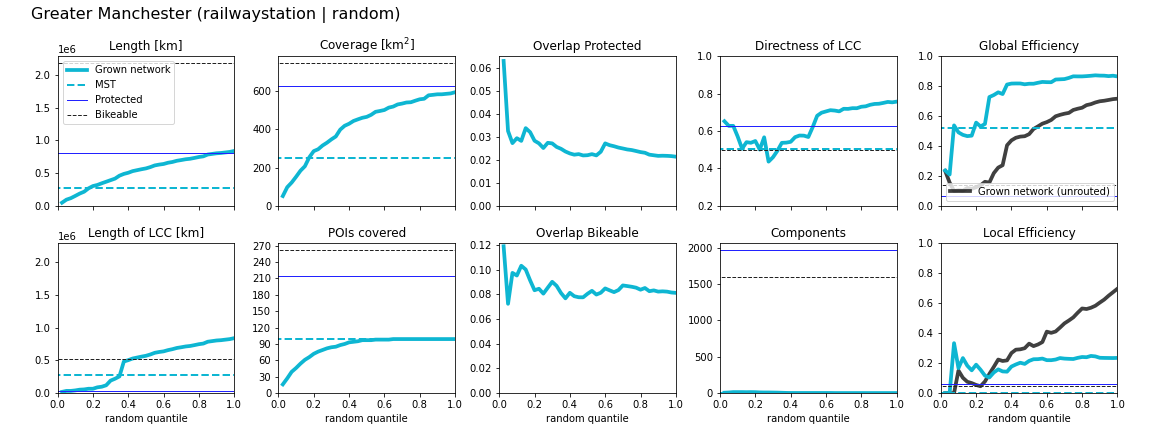 Greater Manchester (railwaystation | random)
Length [km]
1e6
2.0
1.5
1.0
0.5
0.0
Grown network
MST
Protected
Bikeable
Coverage [km²]
600
400
200
0
Overlap Protected
0.06
0.05
0.04
0.03
0.02
0.01
0.00
Directness of LCC
1.0
0.8
0.6
0.4
0.2
Global Efficiency
1.0
0.8
0.6
0.4
0.2
0.0
Grown network (unrouted)
Length of LCC [km]
1e6
2.0
1.5
1.0
0.5
0.0
0.0 0.2 0.4 0.6 0.8 1.0
random quantile
POIs covered
270
240
210
180
150
120
90
60
30
0
0.0 0.2 0.4 0.6 0.8 1.0
random quantile
Overlap Bikeable
0.12
0.10
0.08
0.06
0.04
0.02
0.00
0.0 0.2 0.4 0.6 0.8 1.0
random quantile
Components
2000
1500
1000
500
0
0.0 0.2 0.4 0.6 0.8 1.0
random quantile
Local Efficiency
1.0
0.8
0.6
0.4
0.2
0.0
0.0 0.2 0.4 0.6 0.8 1.0
random quantile